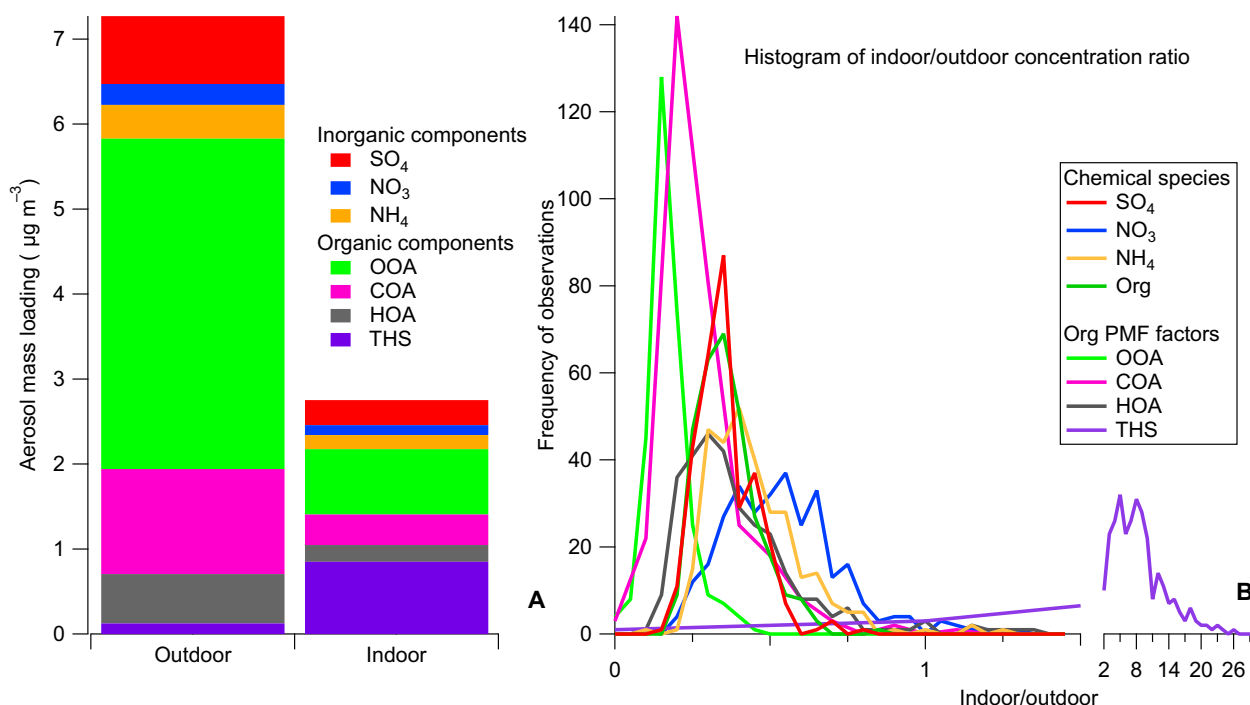 7
6
5
4
3
2
1
0
Aerosol mass loading ( µg m⁻³)
Outdoor
Indoor
Inorganic components
SO₄
NO₃
NH₄
Organic components
OOA
COA
HOA
THS
A
140
120
100
80
60
40
20
0
Frequency of observations
Histogram of indoor/outdoor concentration ratio
Chemical species
SO₄
NO₃
NH₄
Org
Org PMF factors
OOA
COA
HOA
THS
B
0
1
2
8
14
20
26
Indoor/outdoor